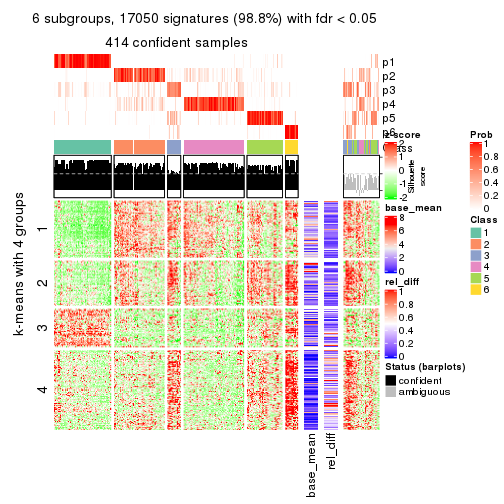 6 subgroups, 17050 signatures (98.8%) with fdr < 0.05
414 confident samples
p1
p2
p3
p4
p5
p6
z-score
2
1
0
-1
-2
Class
Silhouette
score
Prob
1
0.8
0.6
0.4
0.2
0
base_mean
8
6
4
2
0
Class
1
2
3
4
5
6
rel_diff
1
0.8
0.6
0.4
0.2
0
Status (barplots)
confident
ambiguous
k-means with 4 groups
1
2
3
4
base_mean
rel_diff